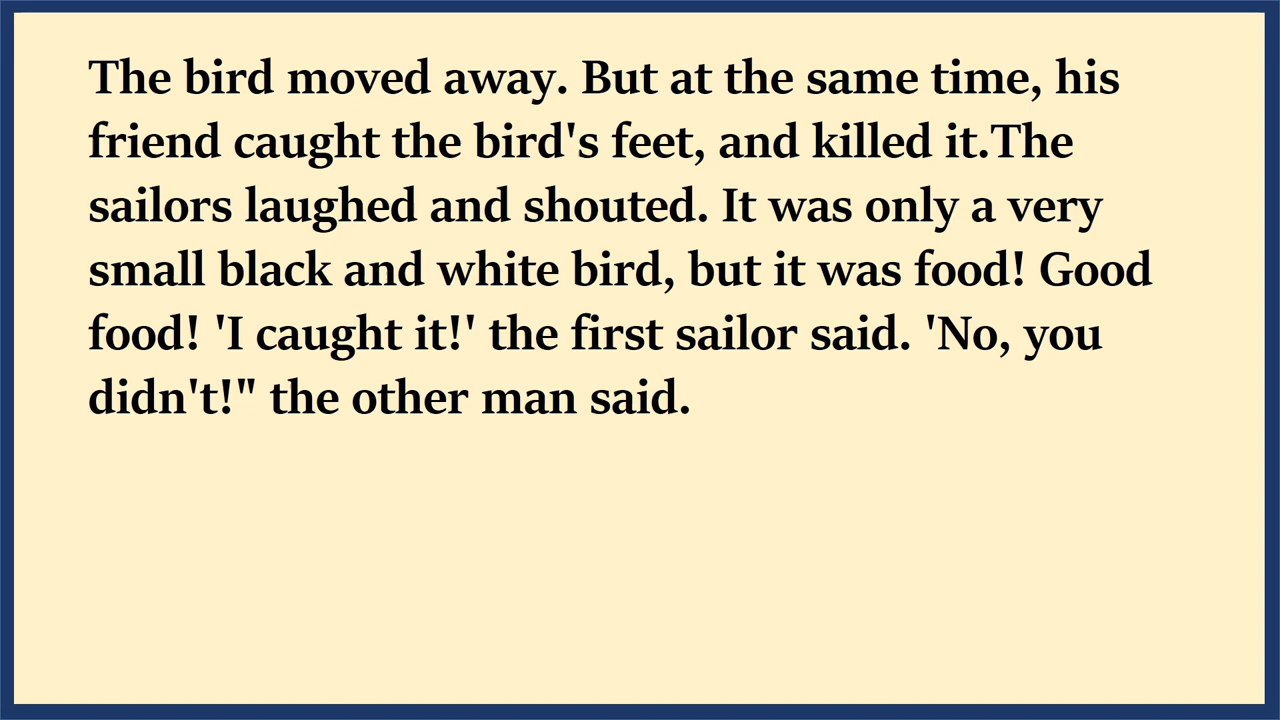 The bird moved away. But at the same time, his
friend caught the bird's feet, and killed it.The
sailors laughed and shouted. It was only a very
small black and white bird, but it was food! Good
food! 'I caught it!' the first sailor said. 'No, you
didn't!" the other man said.